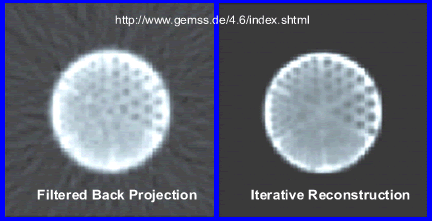 http://www.gemss.de/4.6/index.shtml
Filtered Back Projection
Iterative Reconstruction